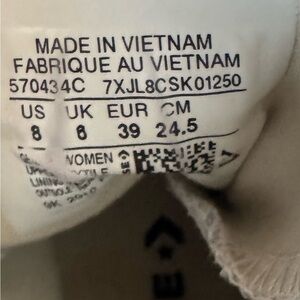 MADE IN VIETNAM
FABRIQUE AU VIETNAM
570434C 7XJL8CSK01250
US UK EUR CM
8 6 39 24.5
WOMEN